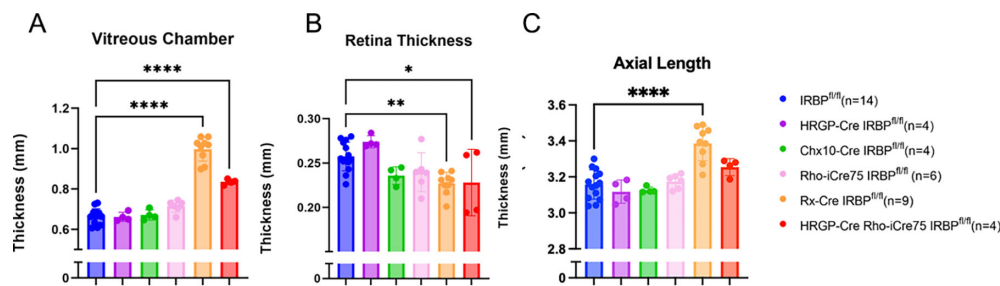 A
Vitreous Chamber
****
****
Thickness (mm)
1.2
1.0
0.8
0.6
0
B
Retina Thickness
*
**
Thickness (mm)
0.30
0.25
0.20
0
C
Axial Length
****
Thickness (mm)
3.6
3.4
3.2
3.0
2.8
0
IRBPfl/fl(n=14)
HRGP-Cre IRBPfl/fl(n=4)
Chx10-Cre IRBPfl/fl(n=4)
Rho-iCre75 IRBPfl/fl(n=6)
Rx-Cre IRBPfl/fl(n=9)
HRGP-Cre Rho-iCre75 IRBPfl/fl(n=4)